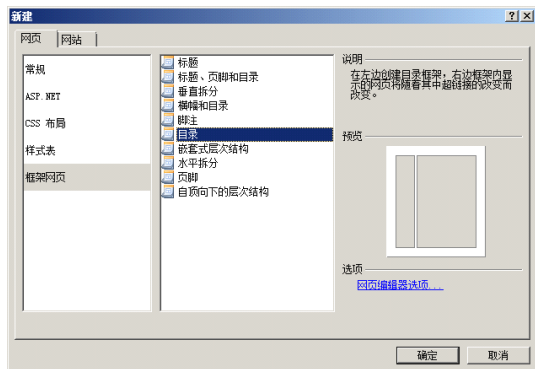 新建
网页 网站
常规
ASP.NET
CSS 布局
样式表
框架网页
标题
标题、页脚和目录
垂直拆分
横幅和目录
脚注
目录
嵌套式层次结构
水平拆分
页脚
自顶向下的层次结构
说明
在左边创建目录框架，右边框架内显
示的网页将随着其中超链接的改变而
改变。
预览
选项
网页编辑器选项...
确定 取消